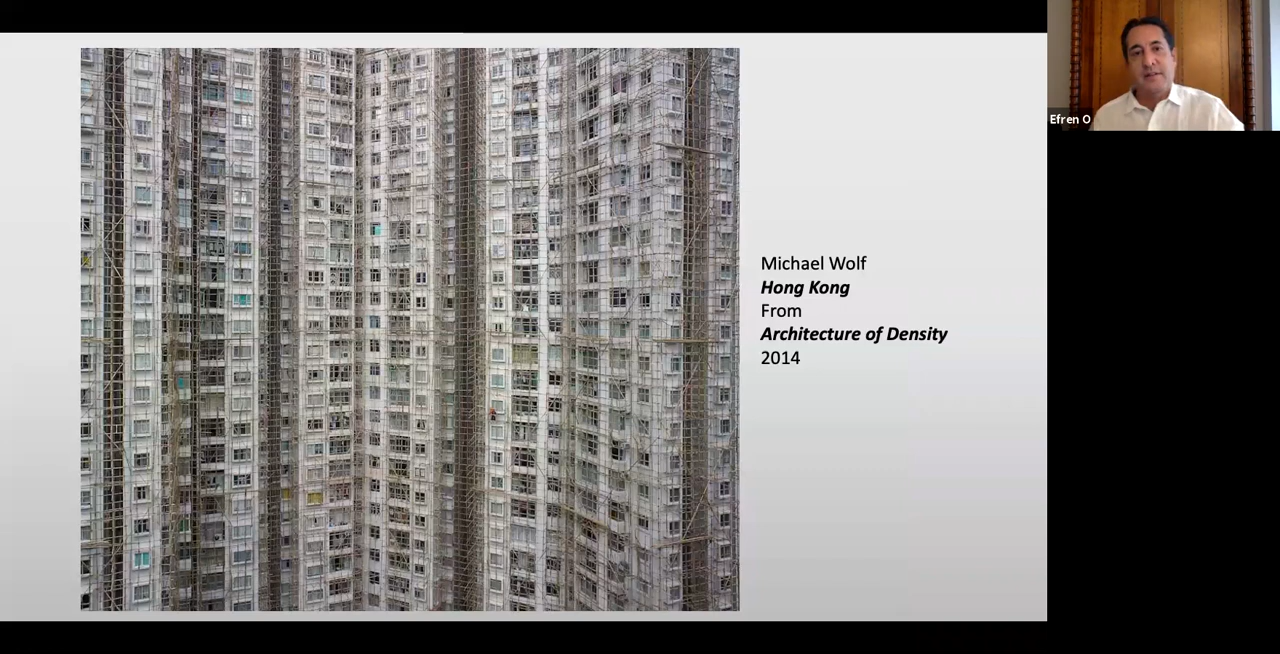 Michael Wolf
Hong Kong
From
Architecture of Density
2014
Efren O